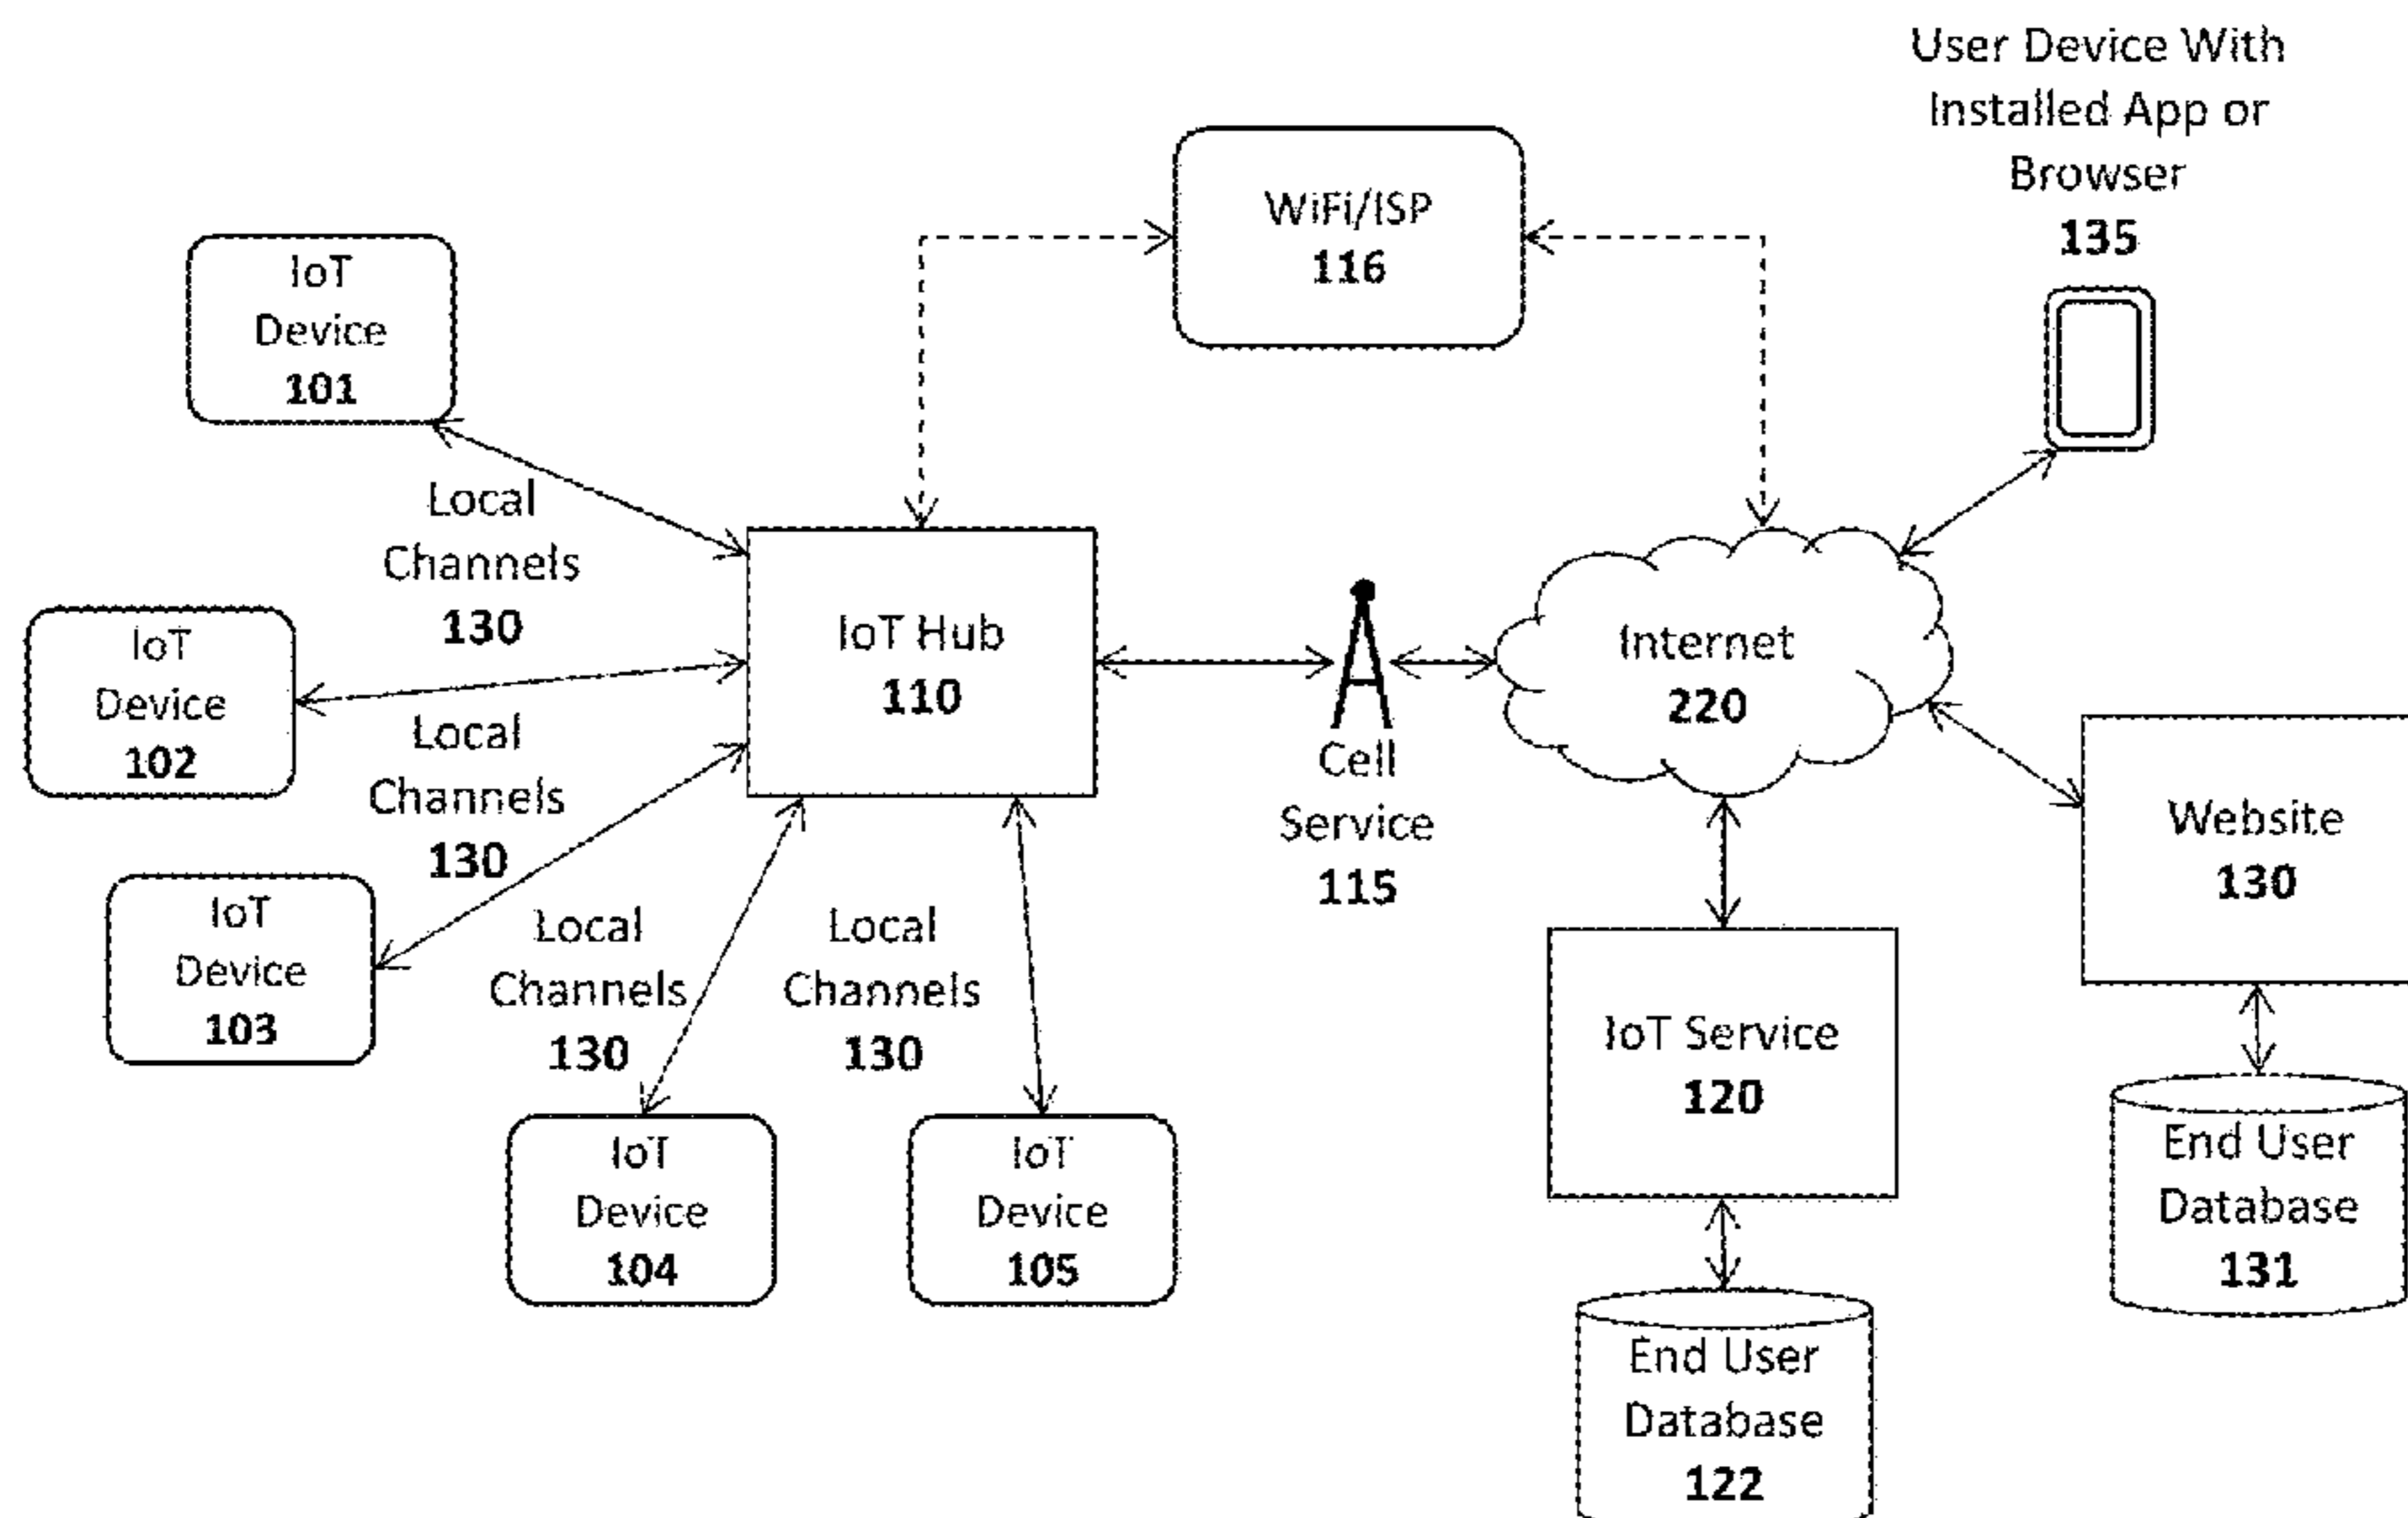 User Device With
Installed App or
Browser
135
WiFi/ISP
116
IoT
Device
101
Local
Channels
130
IoT
Device
102
IoT Hub
110
Internet
220
Local
Channels
130
Cell
Service
115
Website
130
IoT
Device
103
Local
Channels
130
Local
Channels
130
IoT Service
120
IoT
Device
104
IoT
Device
105
End User
Database
131
End User
Database
122